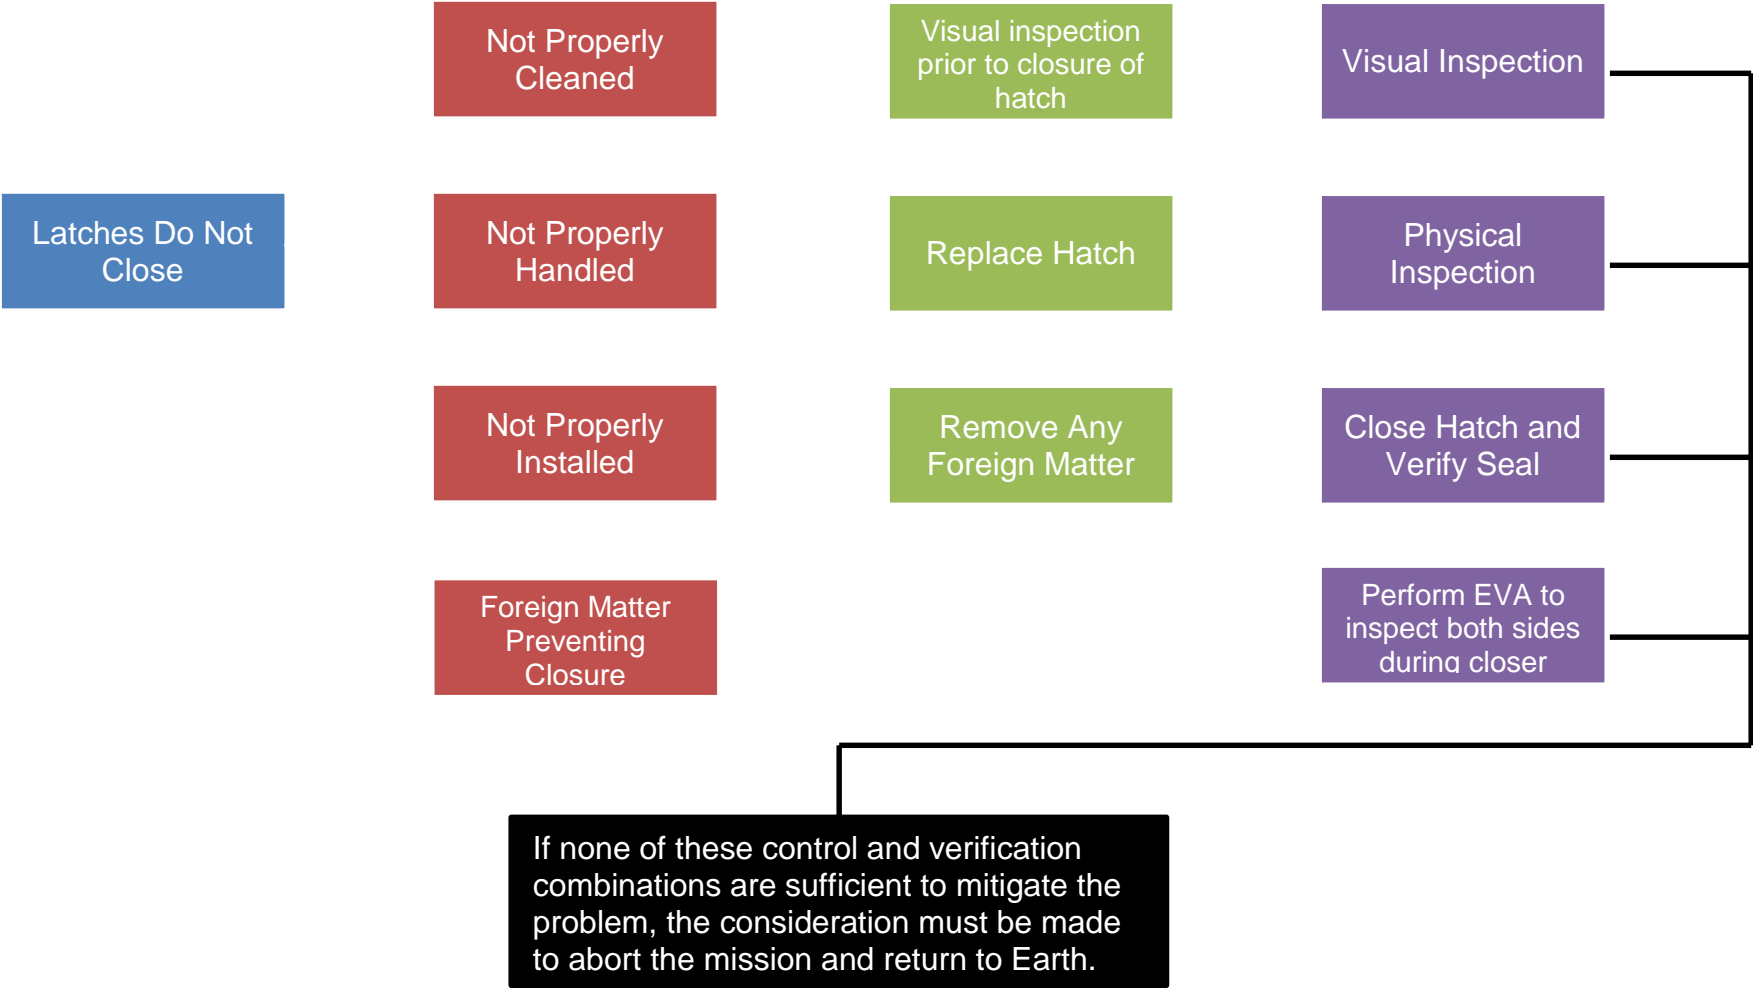 Not Properly
Cleaned
Visual inspection
prior to closure of
hatch
Visual Inspection
Latches Do Not
Close
Not Properly
Handled
Replace Hatch
Physical
Inspection
Not Properly
Installed
Remove Any
Foreign Matter
Close Hatch and
Verify Seal
Foreign Matter
Preventing
Closure
Perform EVA to
inspect both sides
during closer
If none of these control and verification
combinations are sufficient to mitigate the
problem, the consideration must be made
to abort the mission and return to Earth.